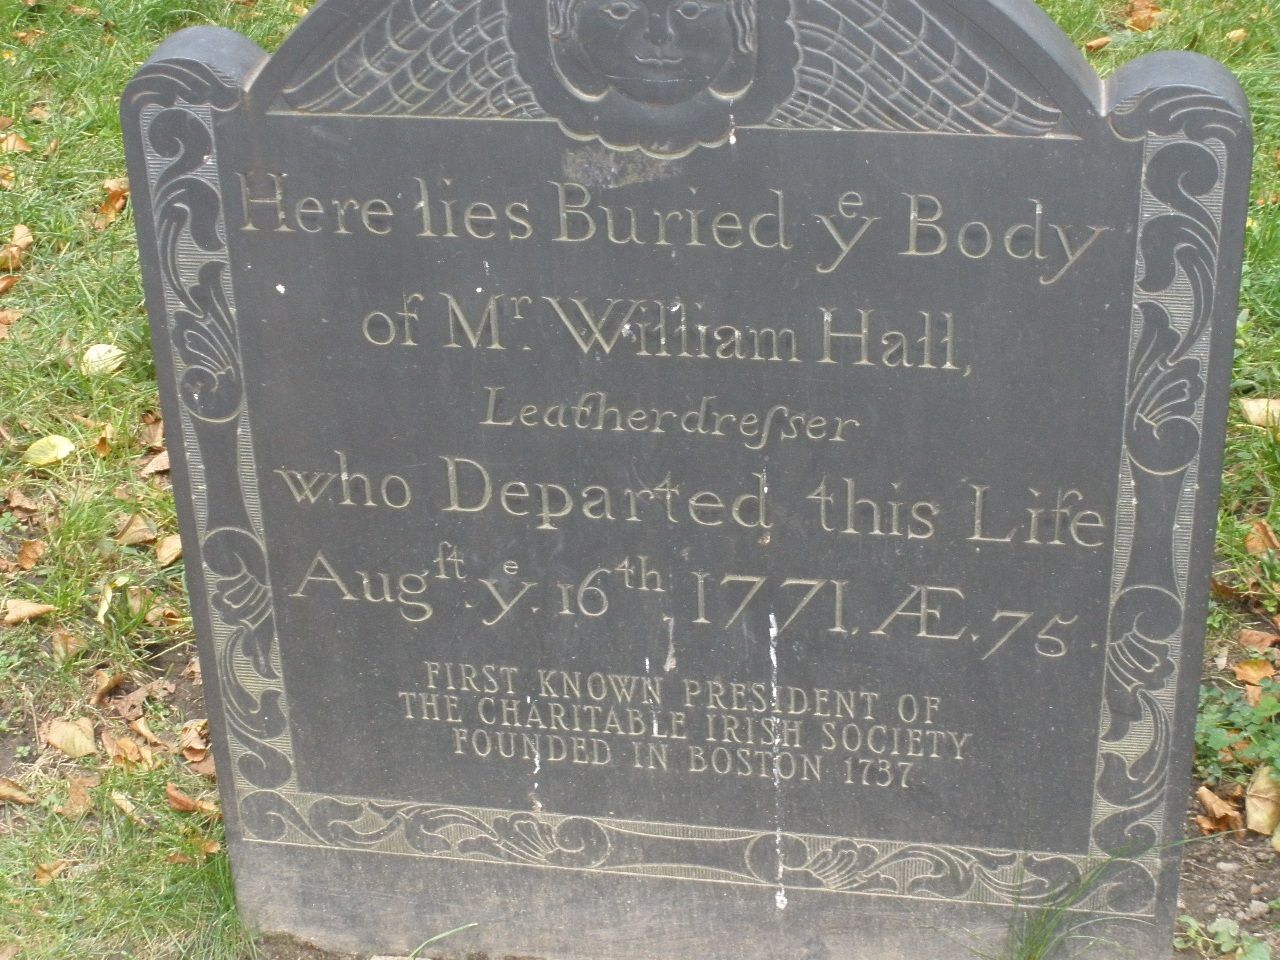 Here lies Buried yᵉ Body
of Mʳ. William Hall,
Leatherdreſser
who Departed this Life
Augſᵗ. yᵉ. 16ᵗʰ 1771. Æ. 75
FIRST KNOWN PRESIDENT OF
THE CHARITABLE IRISH SOCIETY
FOUNDED IN BOSTON 1737